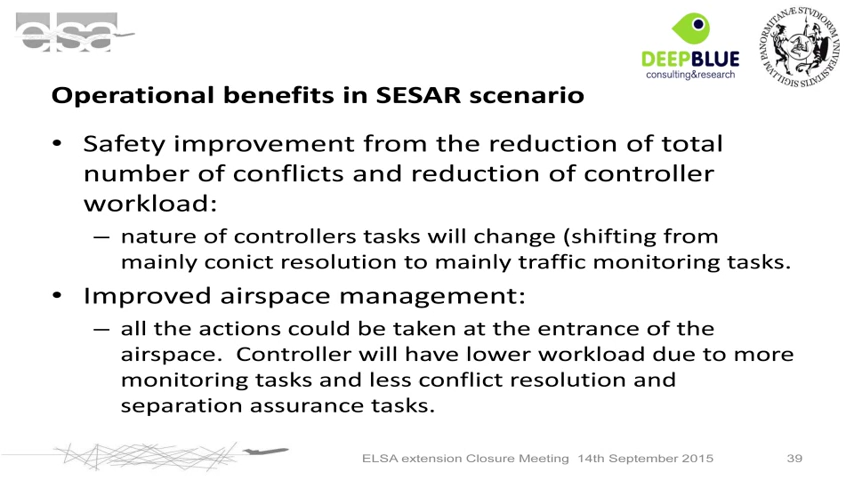 elsa
DEEPBLUE
consulting&research
Operational benefits in SESAR scenario
• Safety improvement from the reduction of total
number of conflicts and reduction of controller
workload:
– nature of controllers tasks will change (shifting from
mainly conict resolution to mainly traffic monitoring tasks.
• Improved airspace management:
– all the actions could be taken at the entrance of the
airspace.  Controller will have lower workload due to more
monitoring tasks and less conflict resolution and
separation assurance tasks.
ELSA extension Closure Meeting  14th September 2015
39